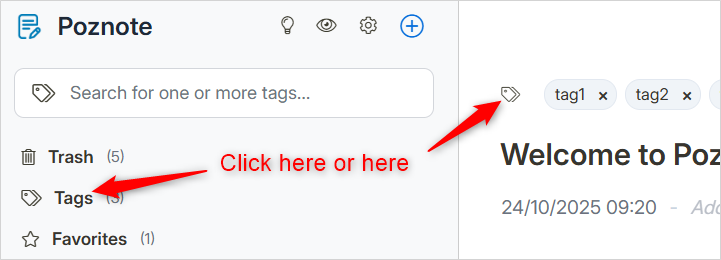 Poznote
Search for one or more tags...
Trash (5)
Tags
Favorites (1)
Click here or here
tag1 × tag2 ×
Welcome to Poz
24/10/2025 09:20 - Add